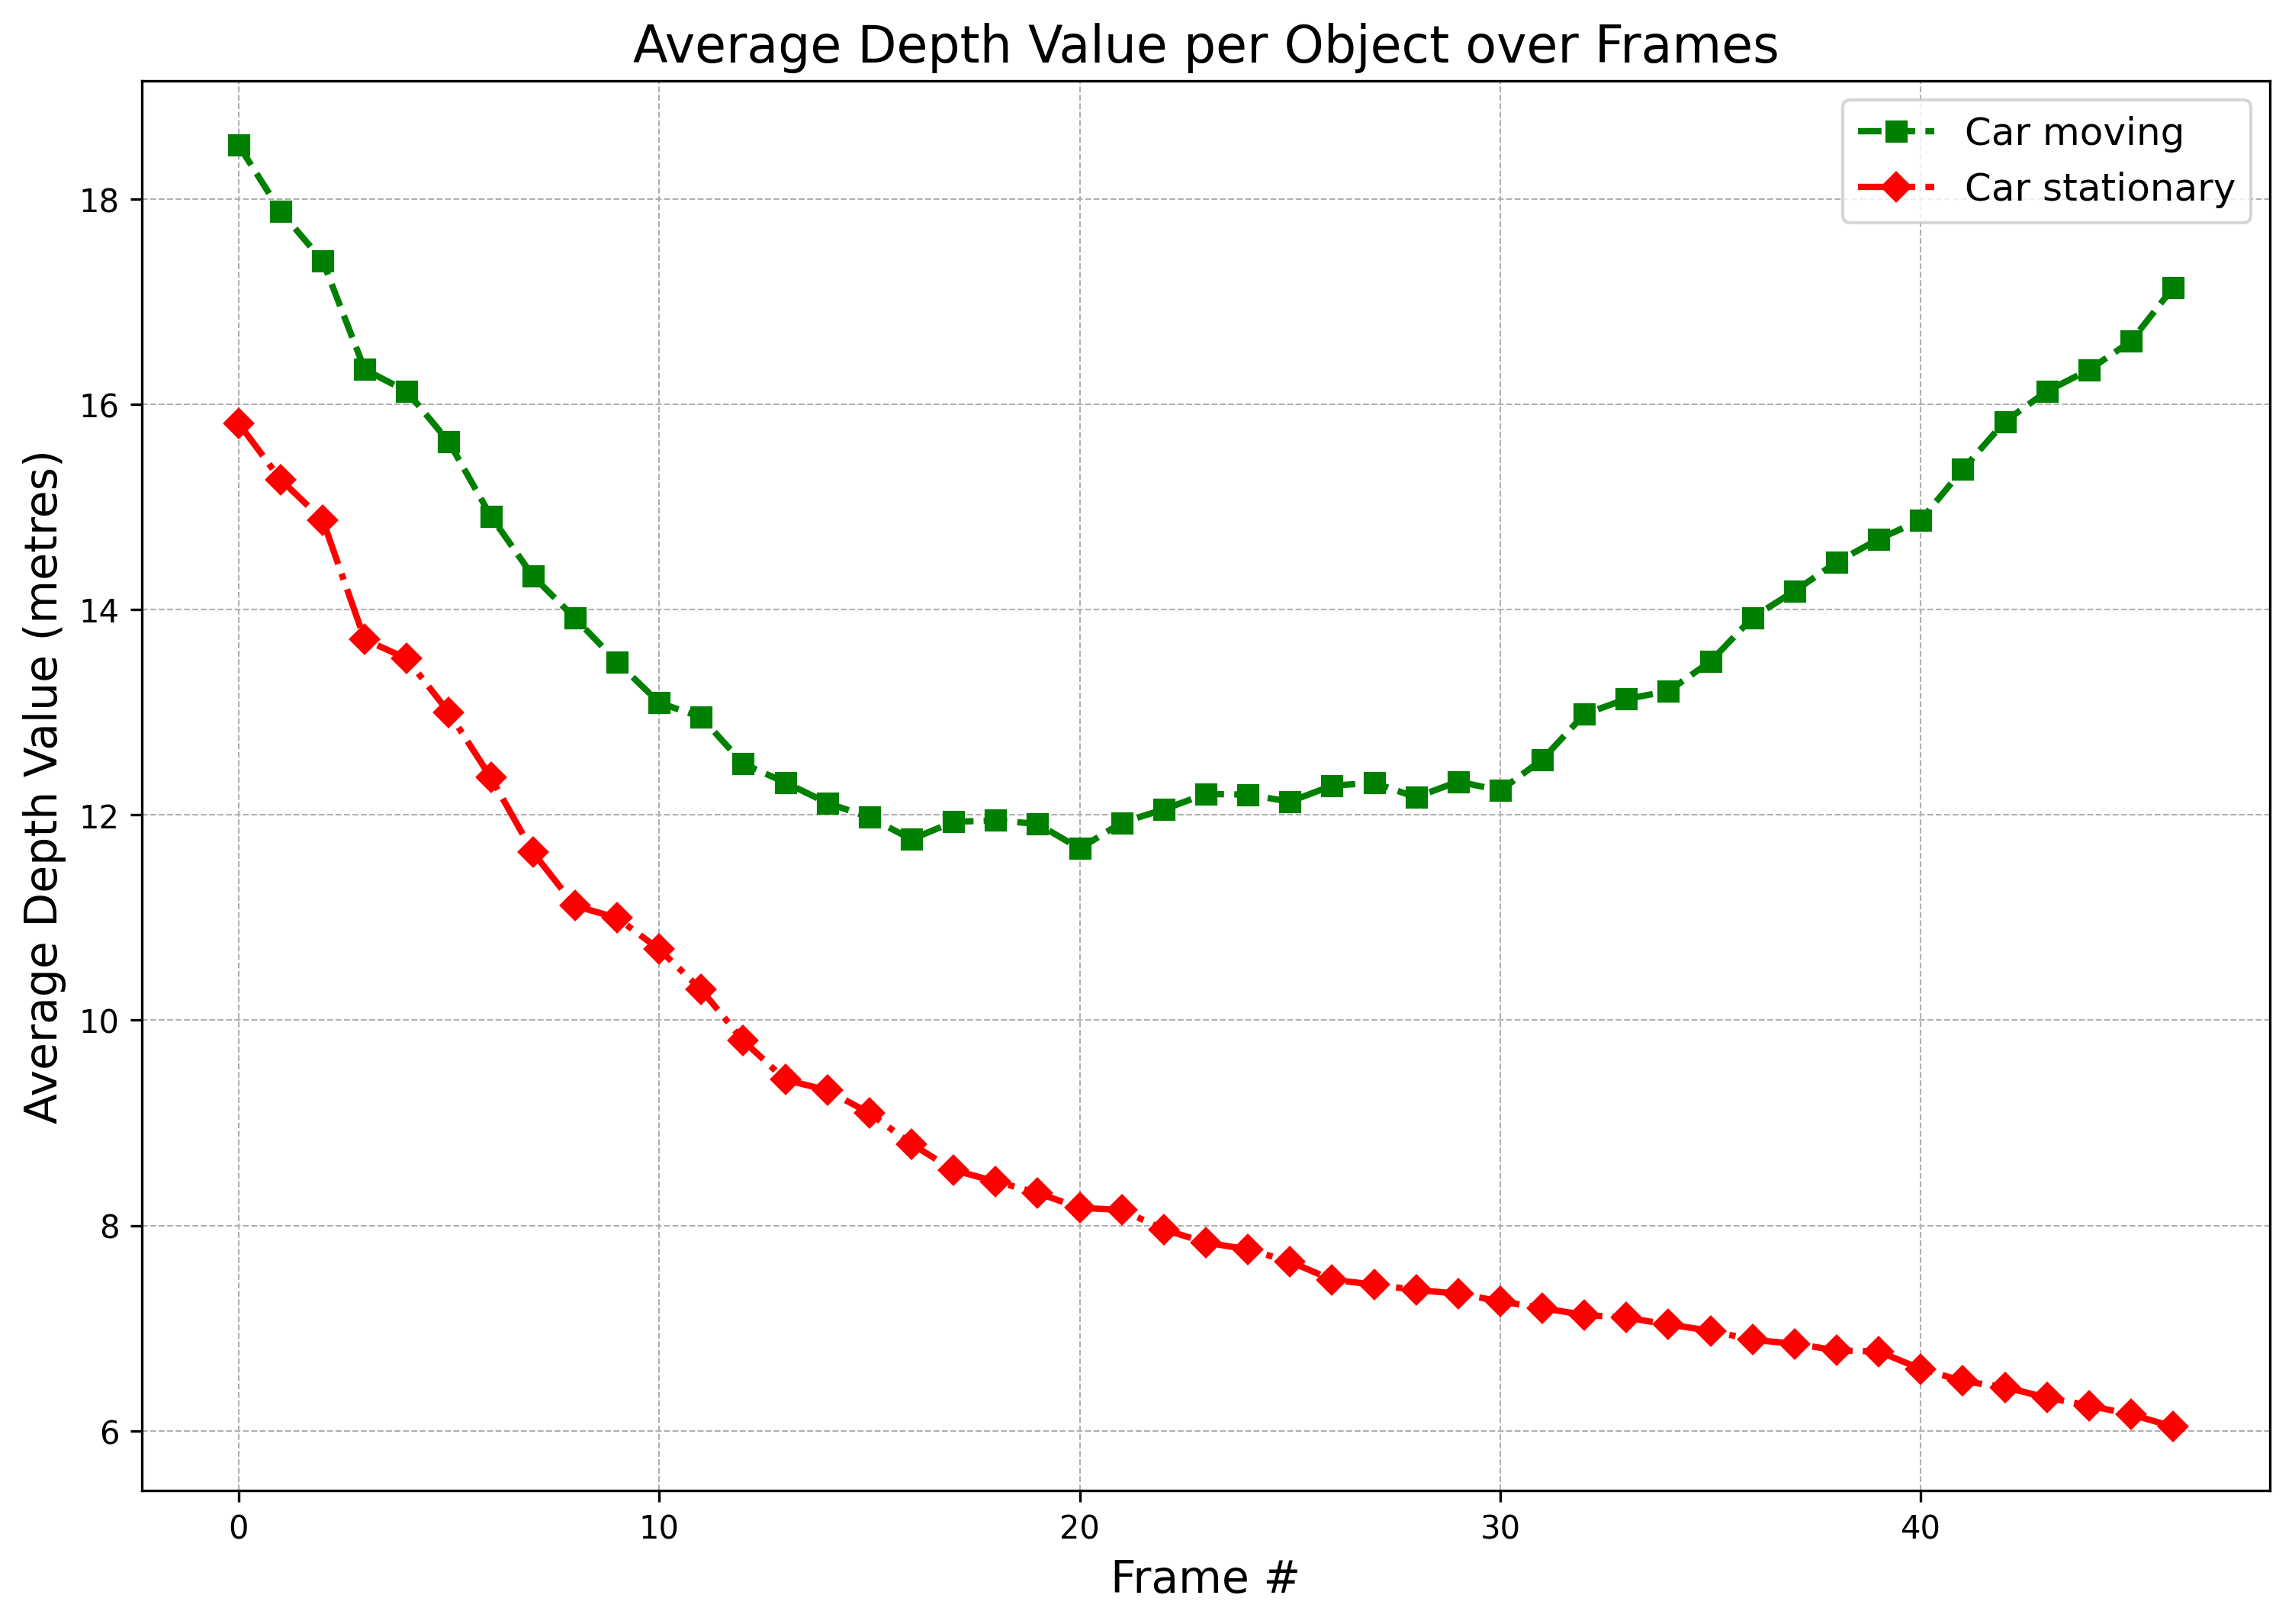 Average Depth Value per Object over Frames
Car moving
Car stationary
Average Depth Value (metres)
18
16
14
12
10
8
6
0 10 20 30 40
Frame #